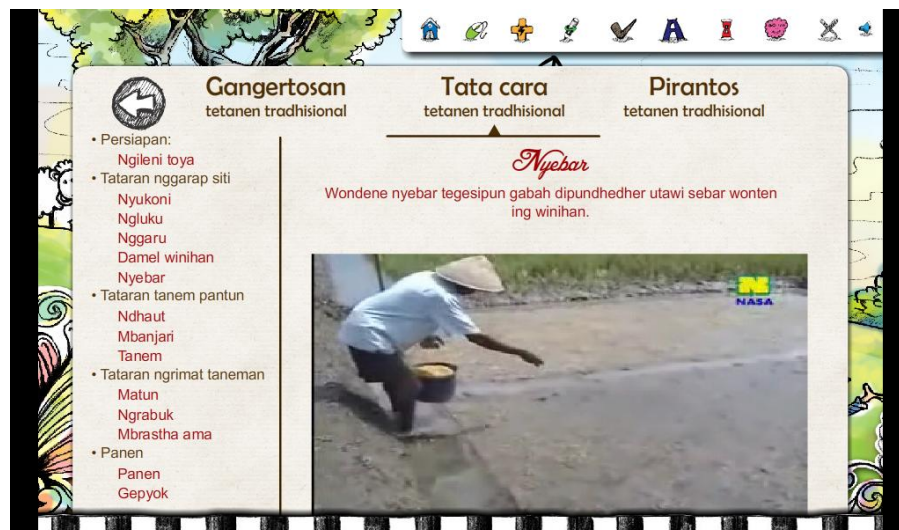 Gangertosan
tetanen tradhisional
Tata cara
tetanen tradhisional
Pirantos
tetanen tradhisional
• Persiapan:
Ngileni toya
• Tataran nggarap siti
Nyukoni
Ngluku
Nggaru
Damel winihan
Nyebar
• Tataran tanem pantun
Ndhaut
Mbanjari
Tanem
• Tataran ngrimat taneman
Matun
Ngrabuk
Mbrastha ama
• Panen
Panen
Gepyok
Nyebar
Wondene nyebar tegesipun gabah dipundhedher utawi sebar wonten
ing winihan.
N
NASA